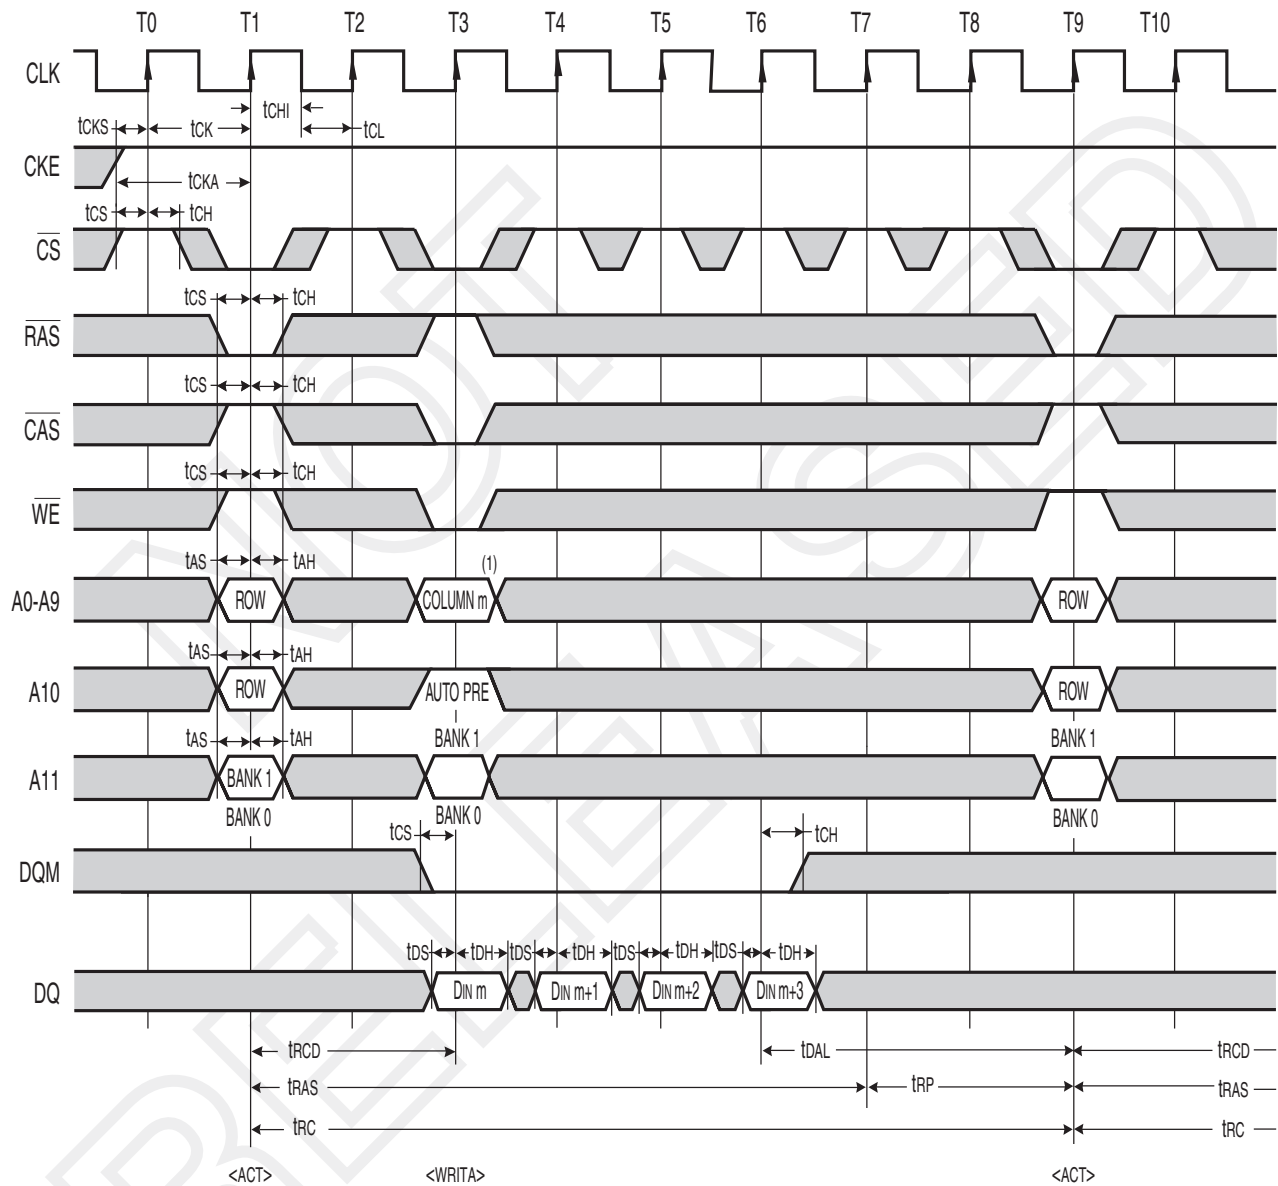 T0 T1 T2 T3 T4 T5 T6 T7 T8 T9 T10
CLK
tCHI
tCKS tCK tCL
CKE
tCKA
tCS tCH
CS
tCS tCH
RAS
tCS tCH
CAS
tCS tCH
WE
tAS tAH (1)
A0-A9 ROW COLUMN m ROW
tAS tAH
A10 ROW AUTO PRE ROW
tAS tAH BANK 1 BANK 1
A11 BANK 1
BANK 0 BANK 0 BANK 0
tCS tCH
DQM
tDS tDH tDS tDH tDS tDH tDS tDH
DQ DIN m DIN m+1 DIN m+2 DIN m+3
tRCD tDAL tRCD
tRAS tRP tRAS
tRC tRC
<ACT> <WRITA> <ACT>
NOT
RELEASED